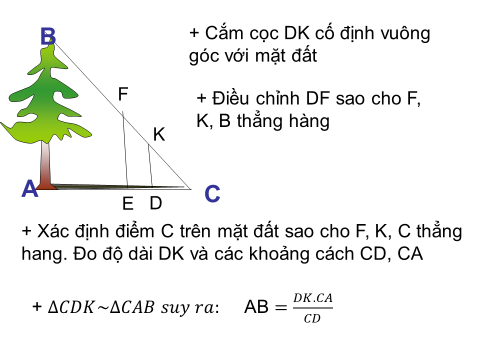 B
+ Cắm cọc DK cố định vuông
góc với mặt đất
F
+ Điều chỉnh DF sao cho F,
K, B thẳng hàng
K
A
E
D
C
+ Xác định điểm C trên mặt đất sao cho F, K, C thẳng
hang. Đo độ dài DK và các khoảng cách CD, CA
+ ∆CDK~∆CAB suy ra: AB = DK.CA/CD